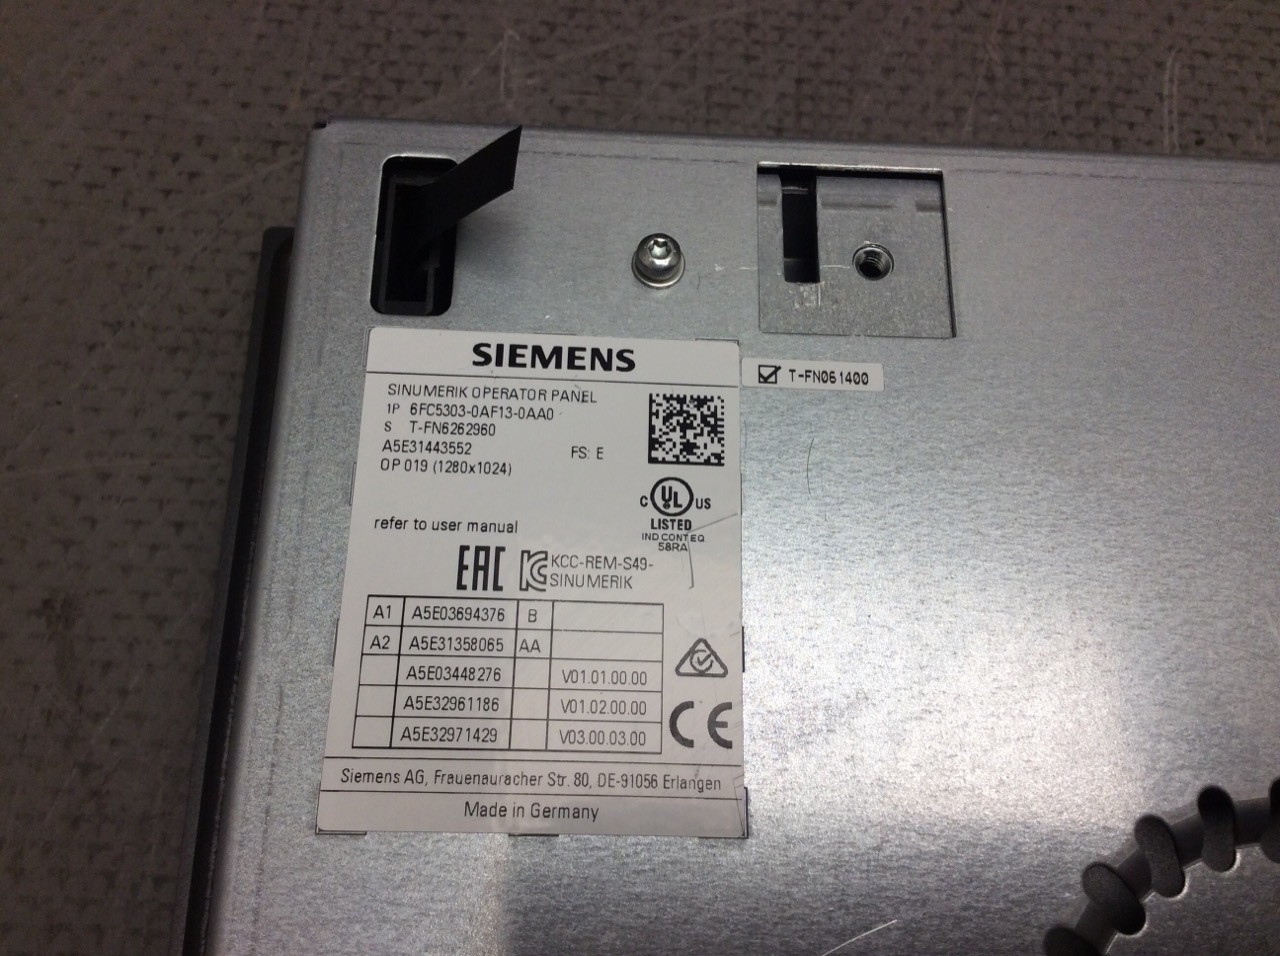 SIEMENS
SINUMERIK OPERATOR PANEL
1P 6FC5303-0AF13-0AA0
S T-FN6262960
A5E31443552 FS: E
OP 019 (1280x1024)
T-FN061400
C UL US
LISTED
IND CONT EQ
58RA
refer to user manual
EAC KCC-REM-S49-
SINUMERIK
A1 A5E03694376 B
A2 A5E31358065 AA
A5E03448276 V01.01.00.00
A5E32961186 V01.02.00.00
A5E32971429 V03.00.03.00
CE
Siemens AG, Frauenauracher Str. 80, DE-91056 Erlangen
Made in Germany